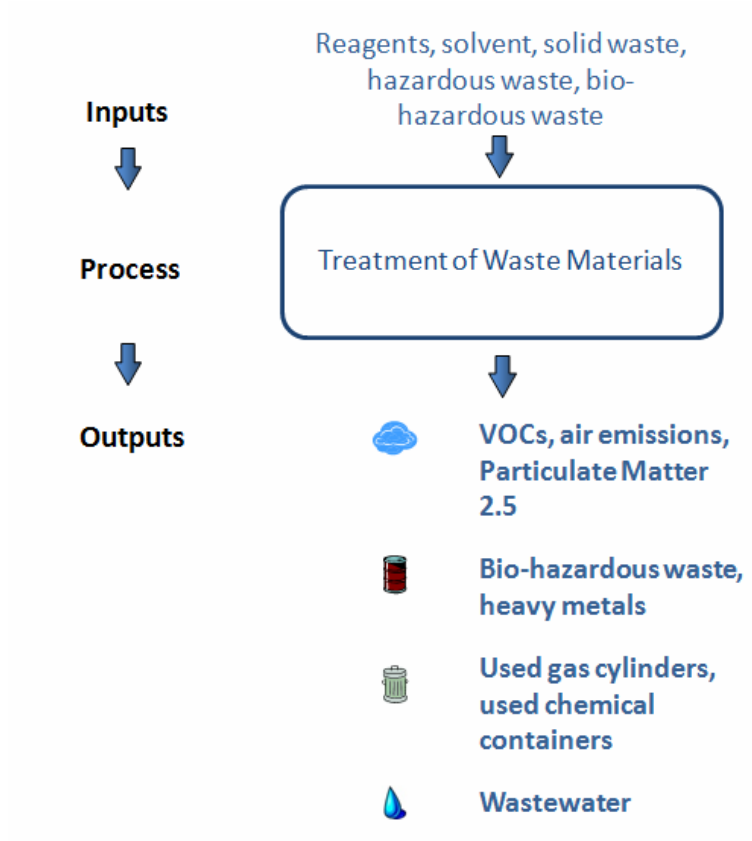 Reagents, solvent, solid waste,
hazardous waste, bio-
hazardous waste
Inputs
Process
Treatment of Waste Materials
Outputs
VOCs, air emissions,
Particulate Matter
2.5
Bio-hazardous waste,
heavy metals
Used gas cylinders,
used chemical
containers
Wastewater